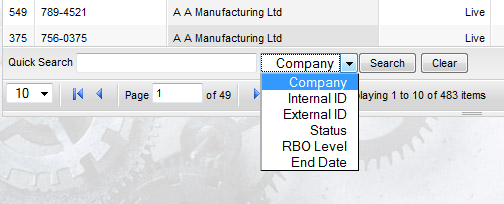 549 789-4521 A A Manufacturing Ltd Live
375 756-0375 A A Manufacturing Ltd Live
Quick Search Company Search Clear
10 Page 1 of 49 playing 1 to 10 of 483 items
Company
Internal ID
External ID
Status
RBO Level
End Date